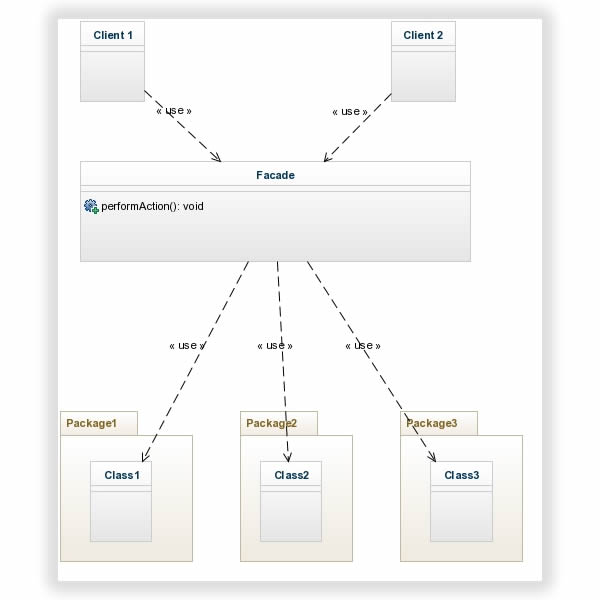 Client 1
Client 2
« use »
« use »
Facade
performAction(): void
« use »
« use »
« use »
Package1
Package2
Package3
Class1
Class2
Class3